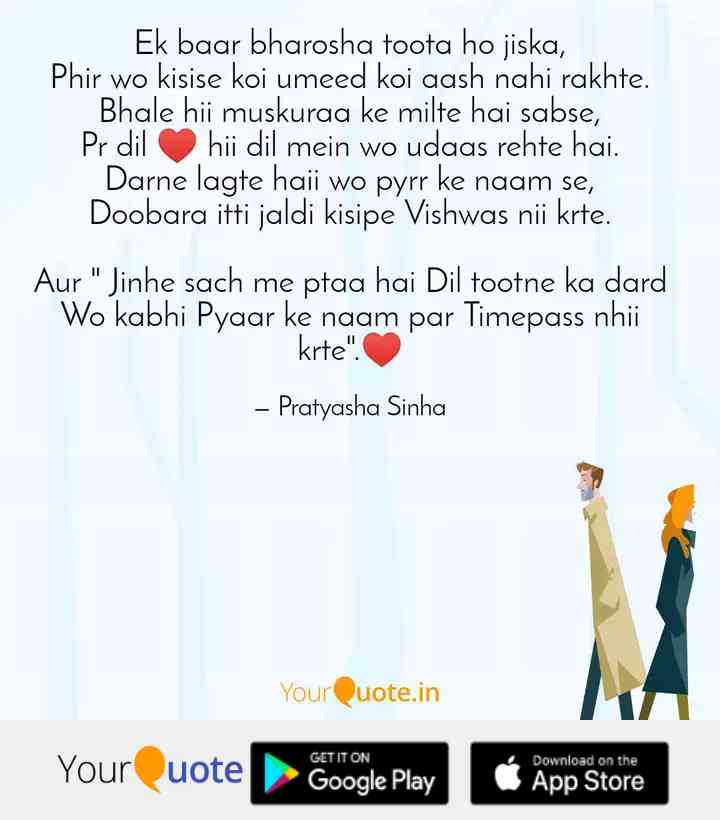 Ek baar bharosha toota ho jiska,
Phir wo kisise koi umeed koi aash nahi rakhte.
Bhale hii muskuraa ke milte hai sabse,
Pr dil ❤️ hii dil mein wo udaas rehte hai.
Darne lagte haii wo pyrr ke naam se,
Doobara itti jaldi kisipe Vishwas nii krte.
Aur " Jinhe sach me ptaa hai Dil tootne ka dard
Wo kabhi Pyaar ke naam par Timepass nhii
krte".❤️
– Pratyasha Sinha
YourQuote.in
YourQuote
GET IT ON
Google Play
Download on the
App Store